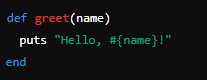 def greet(name)
  puts "Hello, #{name}!"
end